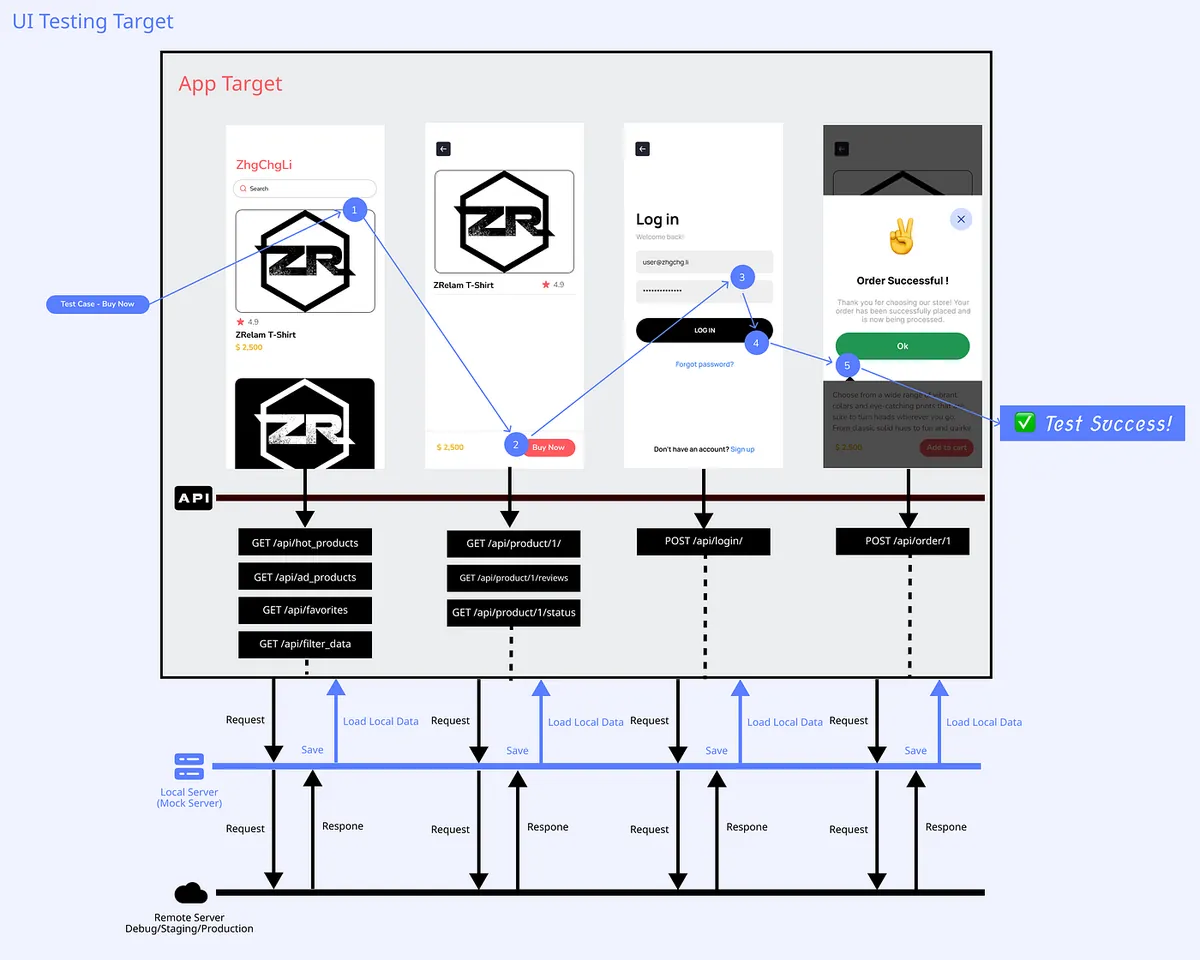 UI Testing Target
App Target
ZhgChgLi
Search
1
ZR
4.9
ZRelam T-Shirt
$ 2,500
ZR
Test Case - Buy Now
ZR
ZRelam T-Shirt
4.9
$ 2,500
2
Buy Now
Log in
Welcome back!
user@zhgchg.li
3
LOG IN
4
Forgot password?
Don't have an account? Sign up
Order Successful !
Thank you for choosing our store! Your
order has been successfully placed and
is now being processed.
Ok
5
Choose from a wide range of vibrant
colors and eye-catching prints that are
sure to turn heads wherever you go.
From classic solid hues to fun and quirky
$ 2,500
Add to cart
Test Success!
API
GET /api/hot_products
GET /api/ad_products
GET /api/favorites
GET /api/filter_data
GET /api/product/1/
GET /api/product/1/reviews
GET /api/product/1/status
POST /api/login/
POST /api/order/1
Request
Load Local Data
Request
Load Local Data
Request
Load Local Data
Request
Load Local Data
Save
Save
Save
Save
Local Server
(Mock Server)
Request
Respone
Request
Respone
Request
Respone
Request
Respone
Remote Server
Debug/Staging/Production